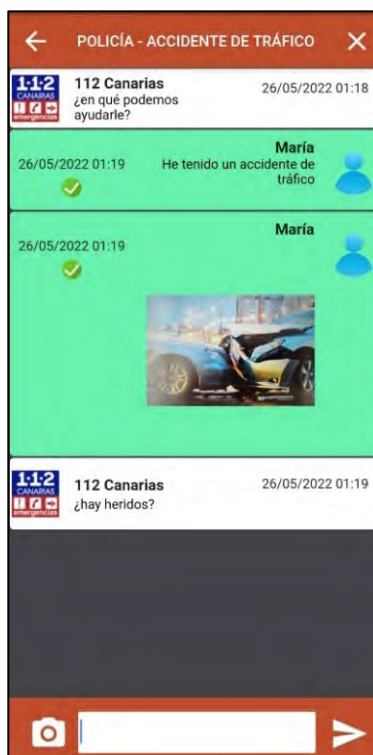 POLICÍA - ACCIDENTE DE TRÁFICO
1·1·2
CANARIAS
emergencias
112 Canarias
26/05/2022 01:18
¿en qué podemos
ayudarle?
María
26/05/2022 01:19
He tenido un accidente de
tráfico
María
26/05/2022 01:19
1·1·2
CANARIAS
emergencias
112 Canarias
26/05/2022 01:19
¿hay heridos?